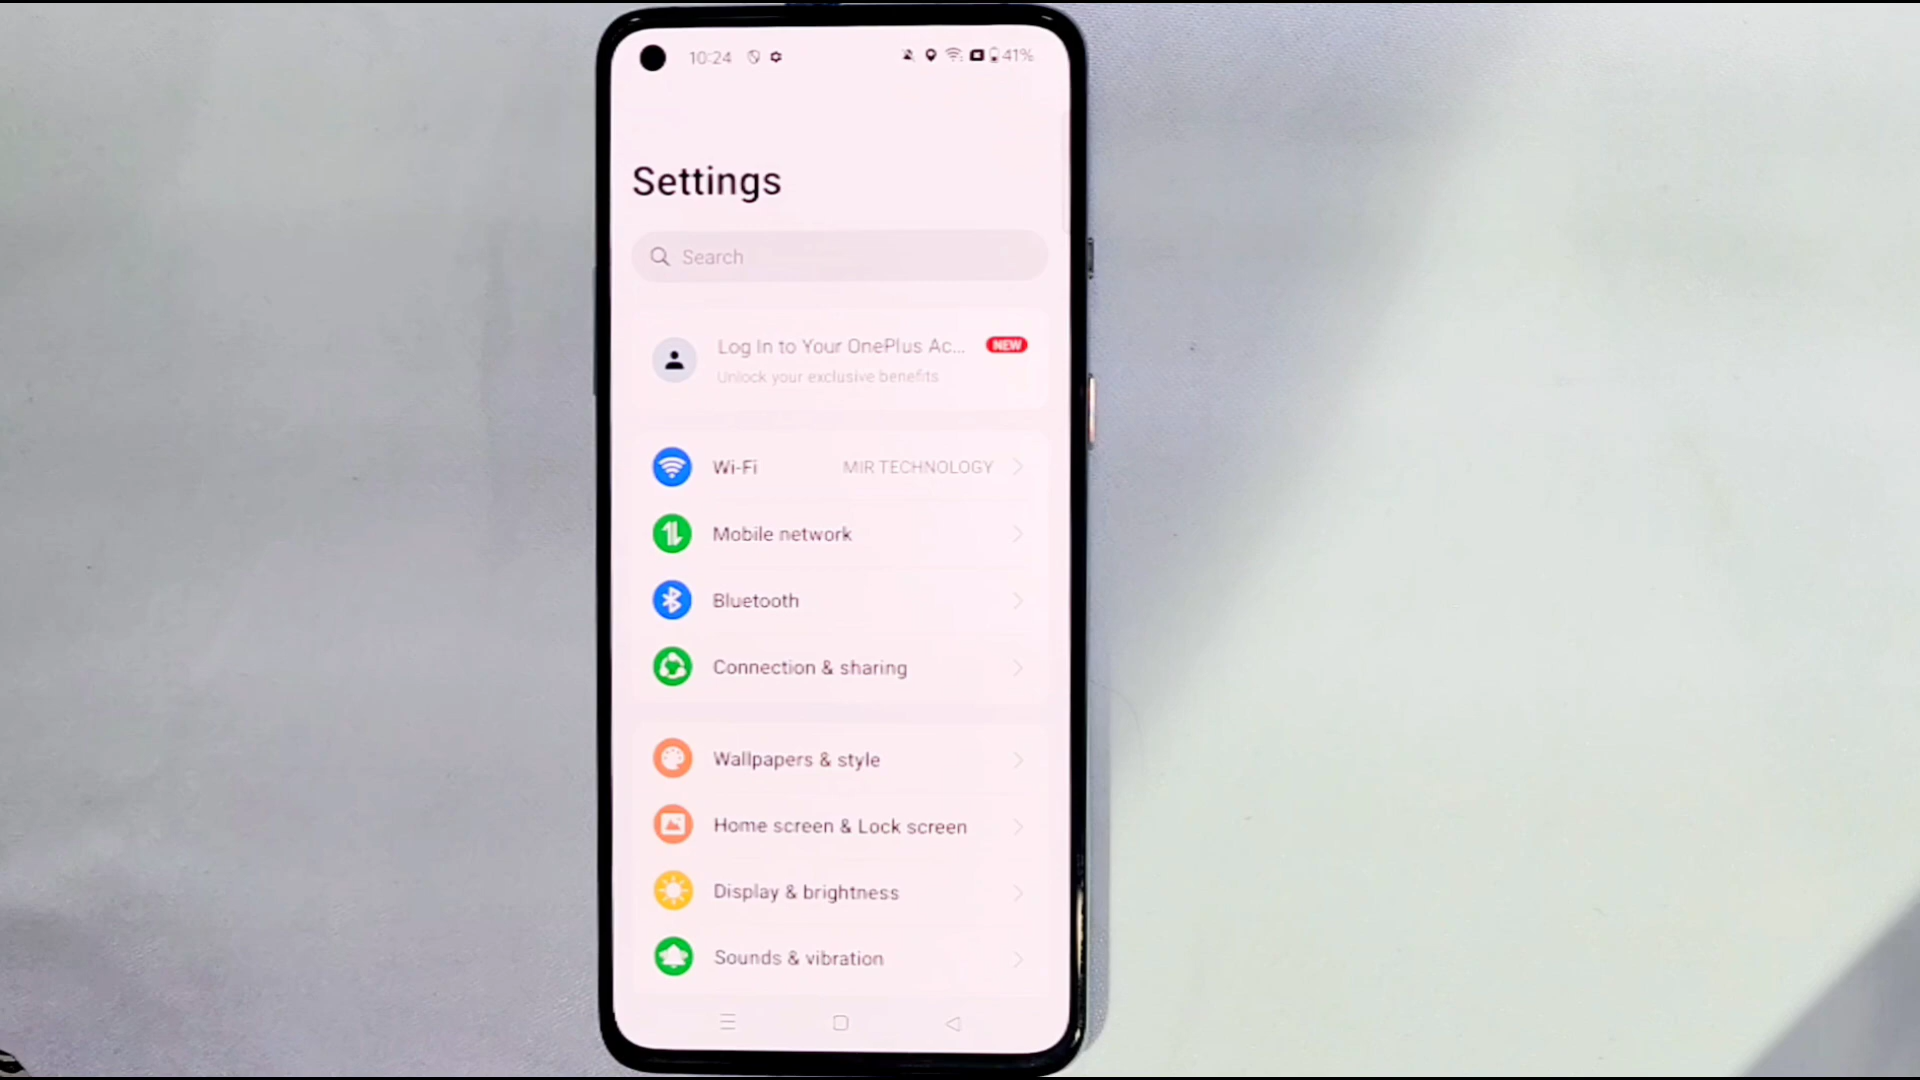 10:24 41%
Settings
Search
Log In to Your OnePlus Ac... NEW
Unlock your exclusive benefits
Wi-Fi MIR TECHNOLOGY
Mobile network
Bluetooth
Connection & sharing
Wallpapers & style
Home screen & Lock screen
Display & brightness
Sounds & vibration